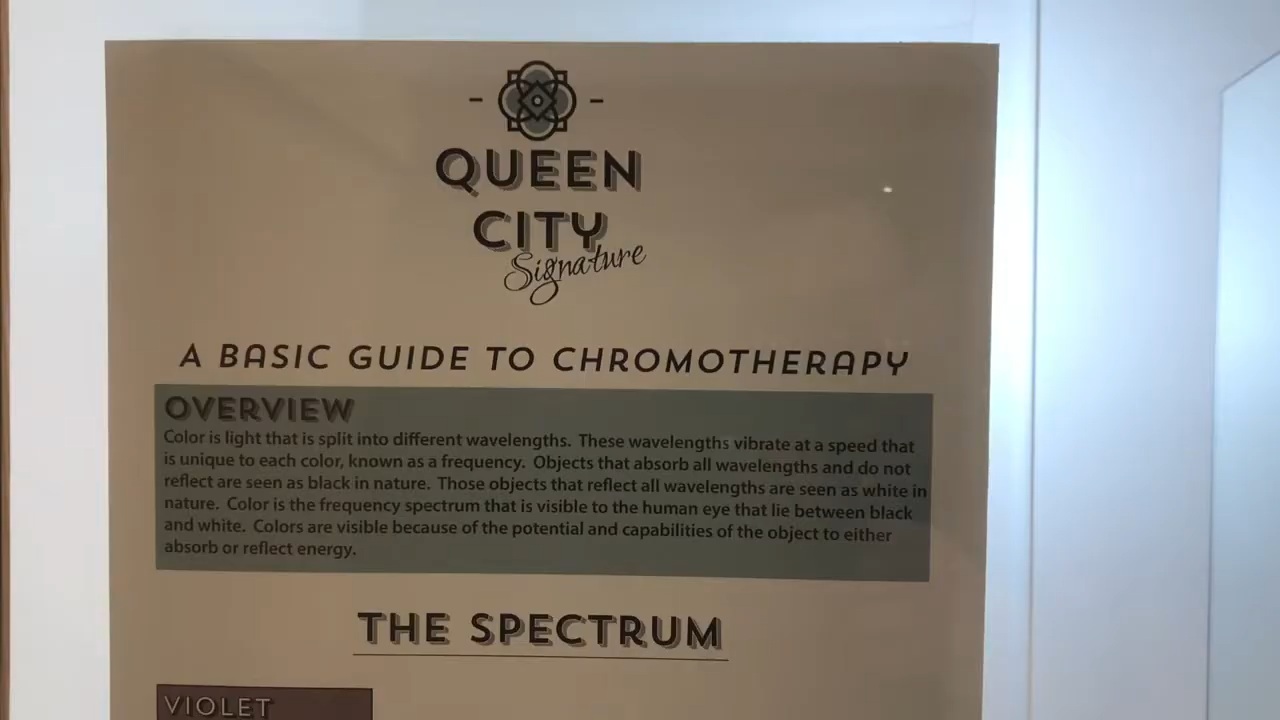 QUEEN
CITY
Signature
A BASIC GUIDE TO CHROMOTHERAPY
OVERVIEW
Color is light that is split into different wavelengths. These wavelengths vibrate at a speed that
is unique to each color, known as a frequency. Objects that absorb all wavelengths and do not
reflect are seen as black in nature. Those objects that reflect all wavelengths are seen as white in
nature. Color is the frequency spectrum that is visible to the human eye that lie between black
and white. Colors are visible because of the potential and capabilities of the object to either
absorb or reflect energy.
THE SPECTRUM
VIOLET